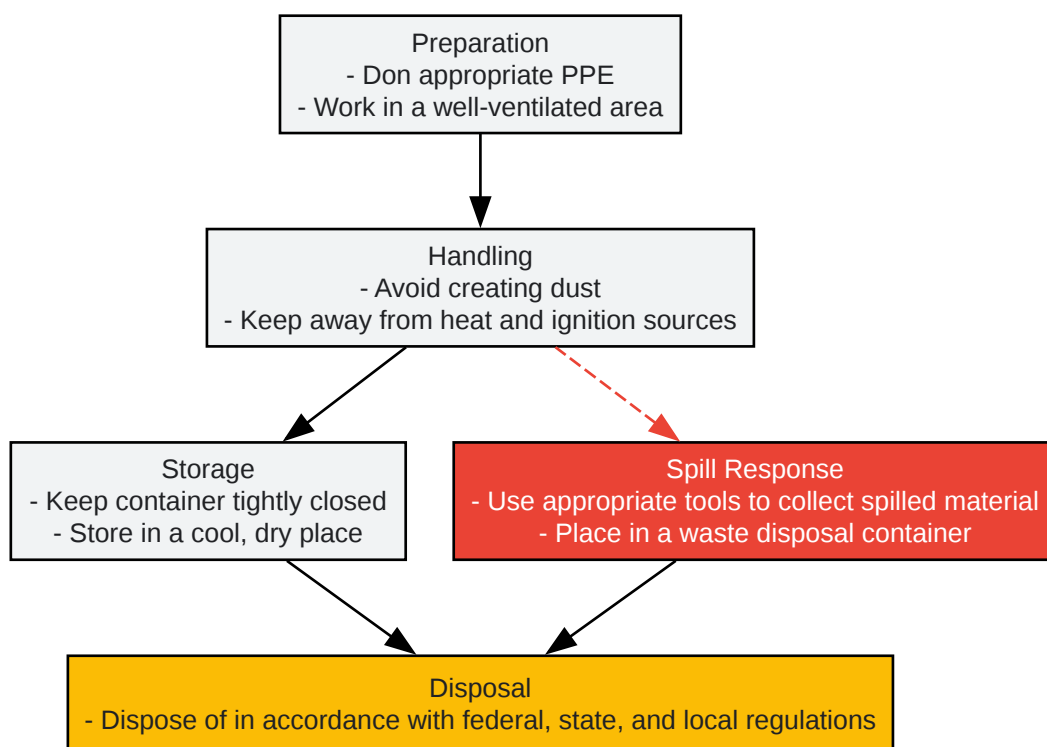 Preparation
- Don appropriate PPE
- Work in a well-ventilated area
Handling
- Avoid creating dust
- Keep away from heat and ignition sources
Storage
- Keep container tightly closed
- Store in a cool, dry place
Spill Response
- Use appropriate tools to collect spilled material
- Place in a waste disposal container
Disposal
- Dispose of in accordance with federal, state, and local regulations